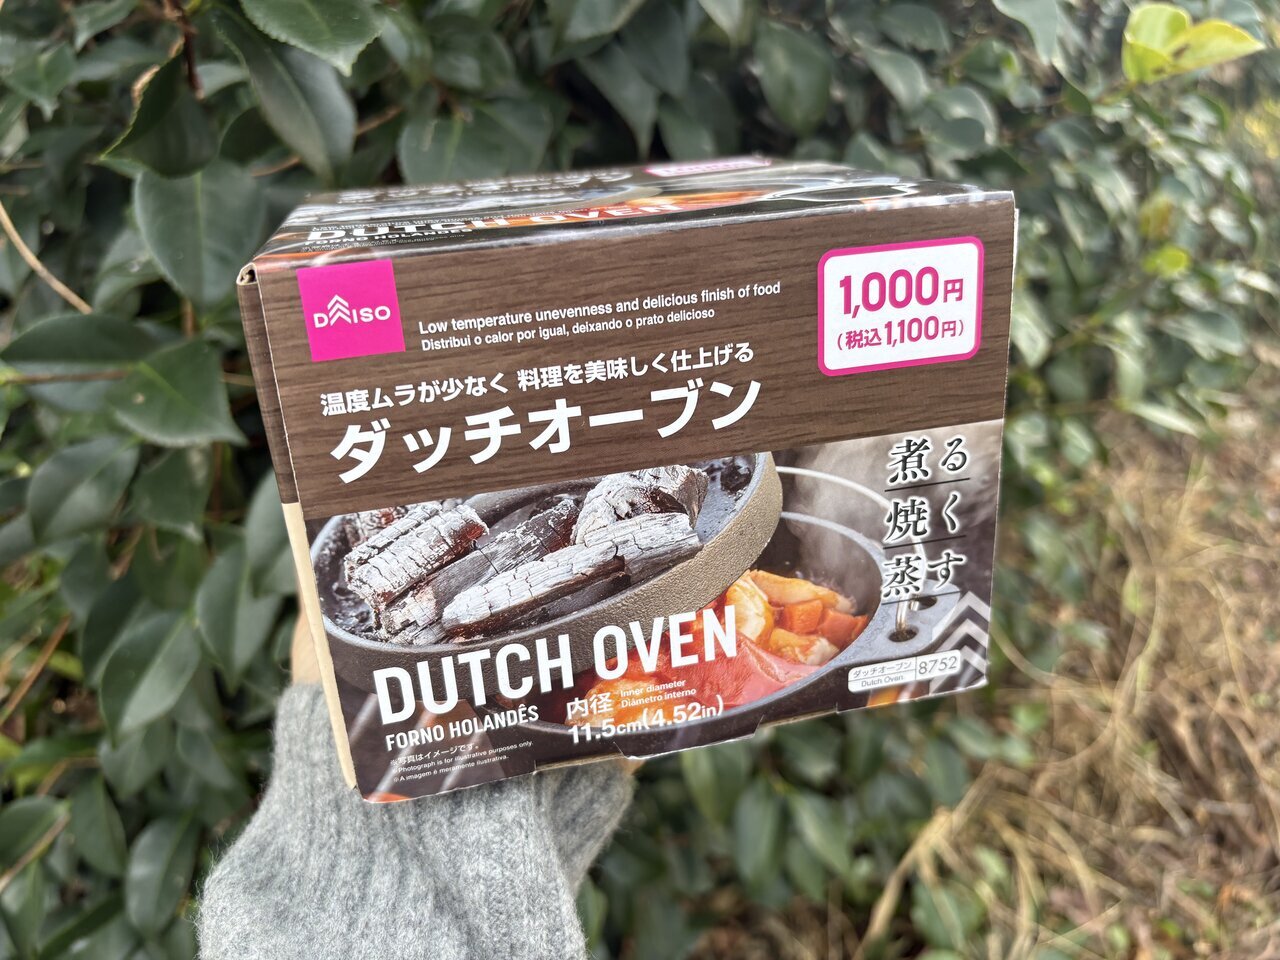 DUTCH OVEN
FORNO HOLANDÊS
DAISO
Low temperature unevenness and delicious finish of food
Distribui o calor por igual, deixando o prato delicioso
1,000円
(税込1,100円)
温度ムラが少なく 料理を美味しく仕上げる
ダッチオーブン
煮る
焼く
蒸す
DUTCH OVEN
FORNO HOLANDÊS
内径 Inner diameter
Diâmetro interno
11.5cm(4.52in)
ダッチオーブン
Dutch Oven
8752
※写真はイメージです。
※Photograph is for illustrative purposes only.
※A imagem é meramente ilustrativa.